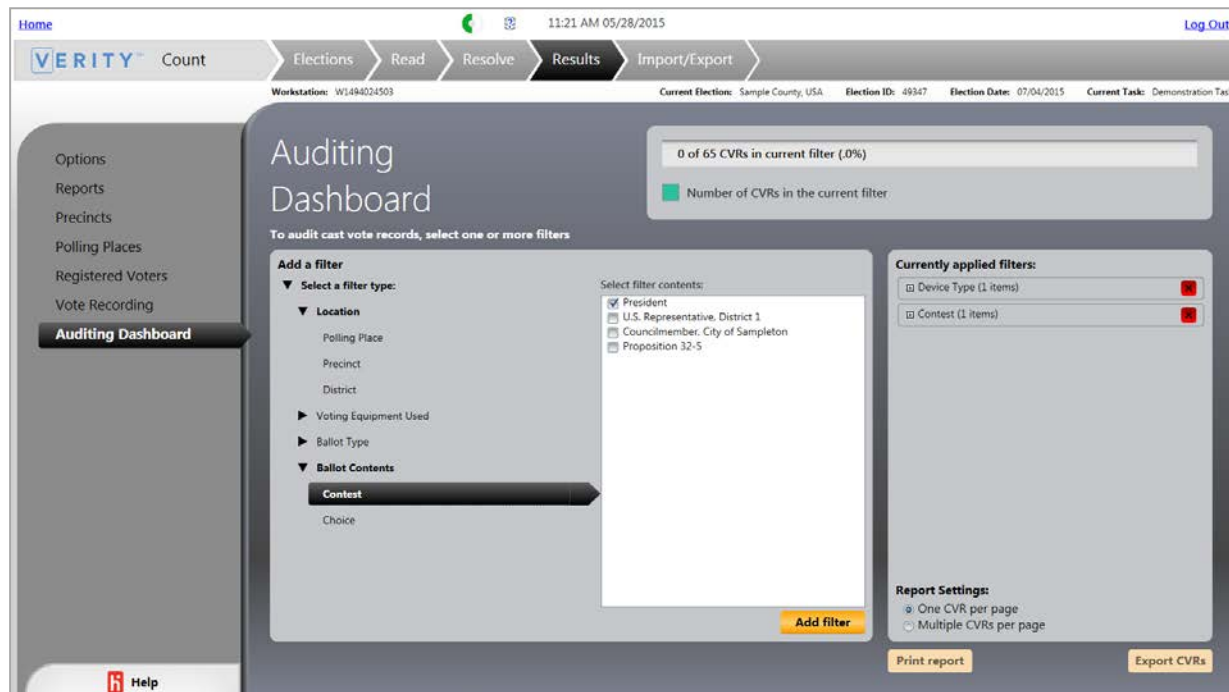 Home
11:21 AM 05/28/2015
Log Out
VERITY™ Count
Elections
Read
Resolve
Results
Import/Export
Workstation: W1494024503
Current Election: Sample County, USA
Election ID: 49347
Election Date: 07/04/2015
Current Task: Demonstration Tas
Options
Reports
Precincts
Polling Places
Registered Voters
Vote Recording
Auditing Dashboard
Auditing
Dashboard
0 of 65 CVRs in current filter (.0%)
Number of CVRs in the current filter
To audit cast vote records, select one or more filters
Add a filter
Select a filter type:
Location
Polling Place
Precinct
District
Voting Equipment Used
Ballot Type
Ballot Contents
Contest
Choice
Select filter contents:
President
U.S. Representative, District 1
Councilmember, City of Sampleton
Proposition 32-5
Add filter
Currently applied filters:
Device Type (1 items)
Contest (1 items)
Report Settings:
One CVR per page
Multiple CVRs per page
Print report
Export CVRs
Help